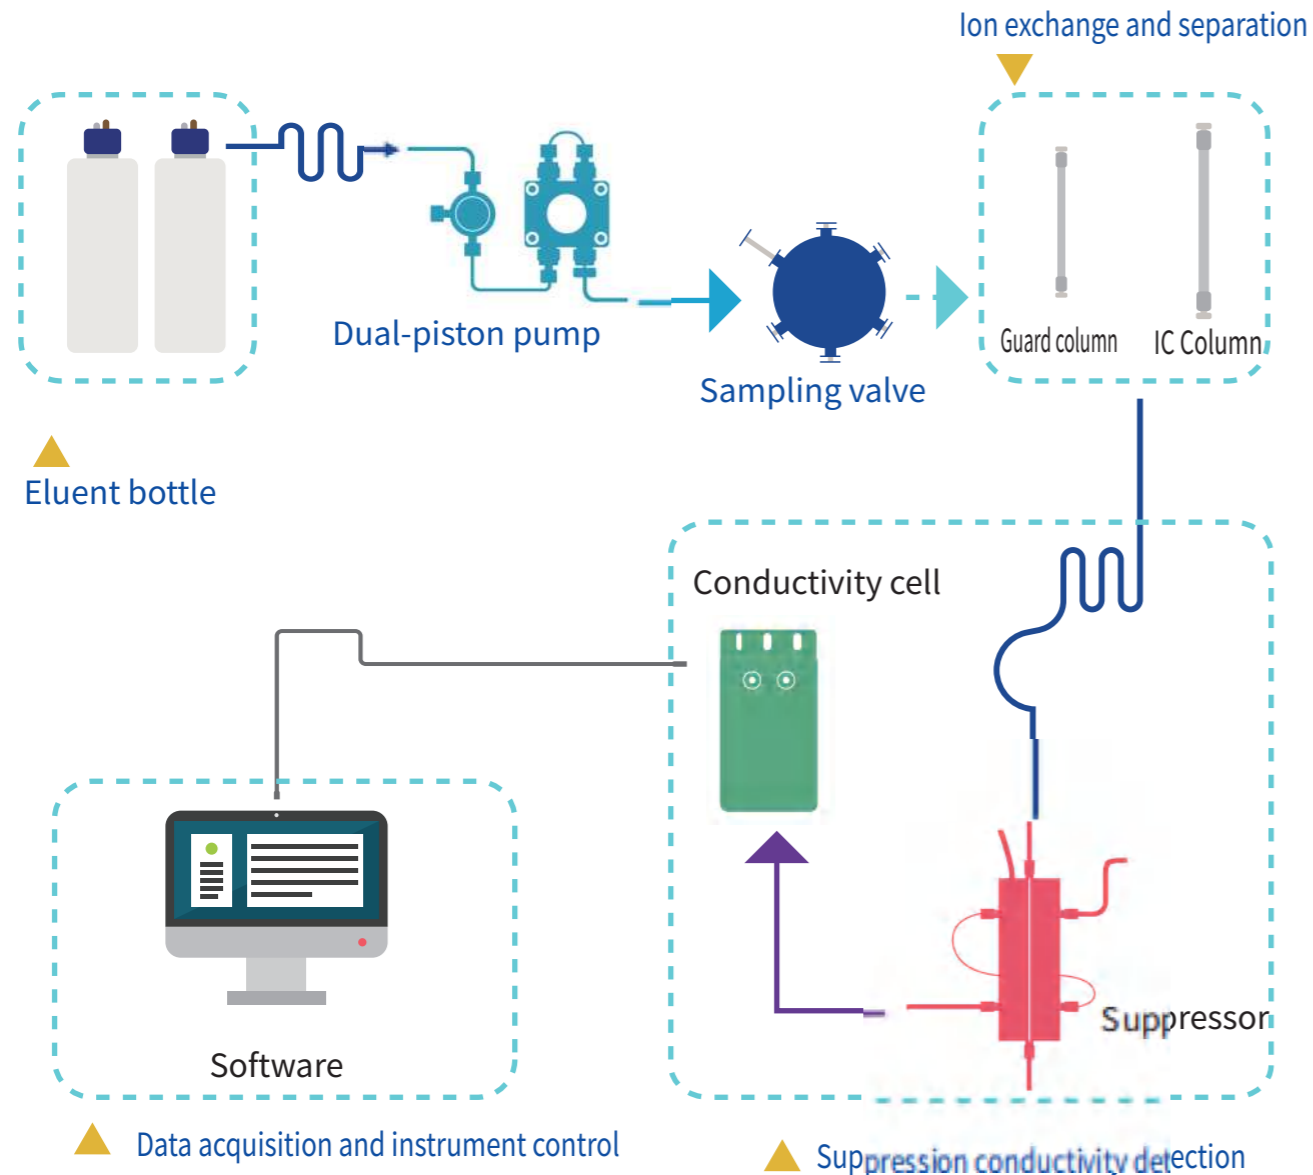 Ion exchange and separation
Guard column
IC Column
Dual-piston pump
Sampling valve
Eluent bottle
Conductivity cell
Suppressor
Software
Data acquisition and instrument control
Suppression conductivity detection